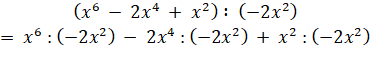 (x⁶ − 2x⁴ + x²): (−2x²)
= x⁶ : (−2x²) − 2x⁴ : (−2x²) + x² : (−2x²)